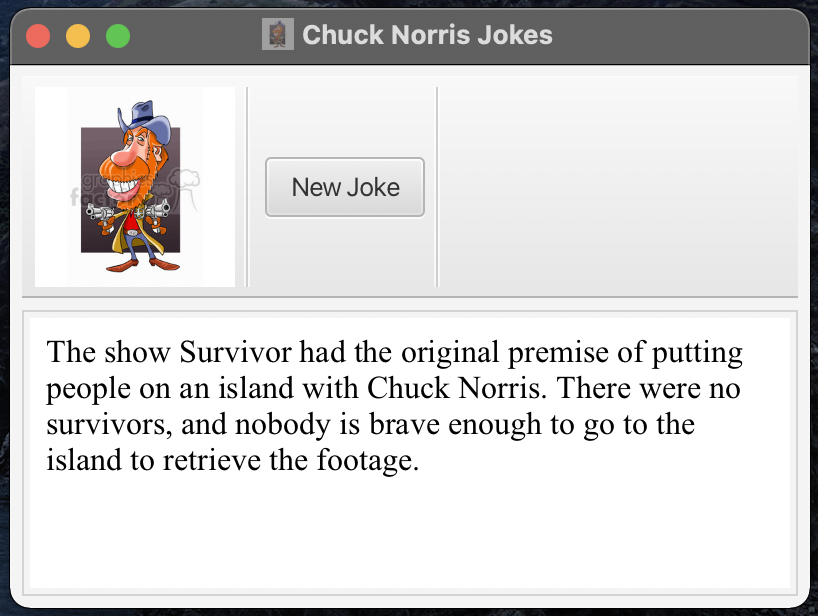 Chuck Norris Jokes
graphics
factory
New Joke
The show Survivor had the original premise of putting
people on an island with Chuck Norris. There were no
survivors, and nobody is brave enough to go to the
island to retrieve the footage.